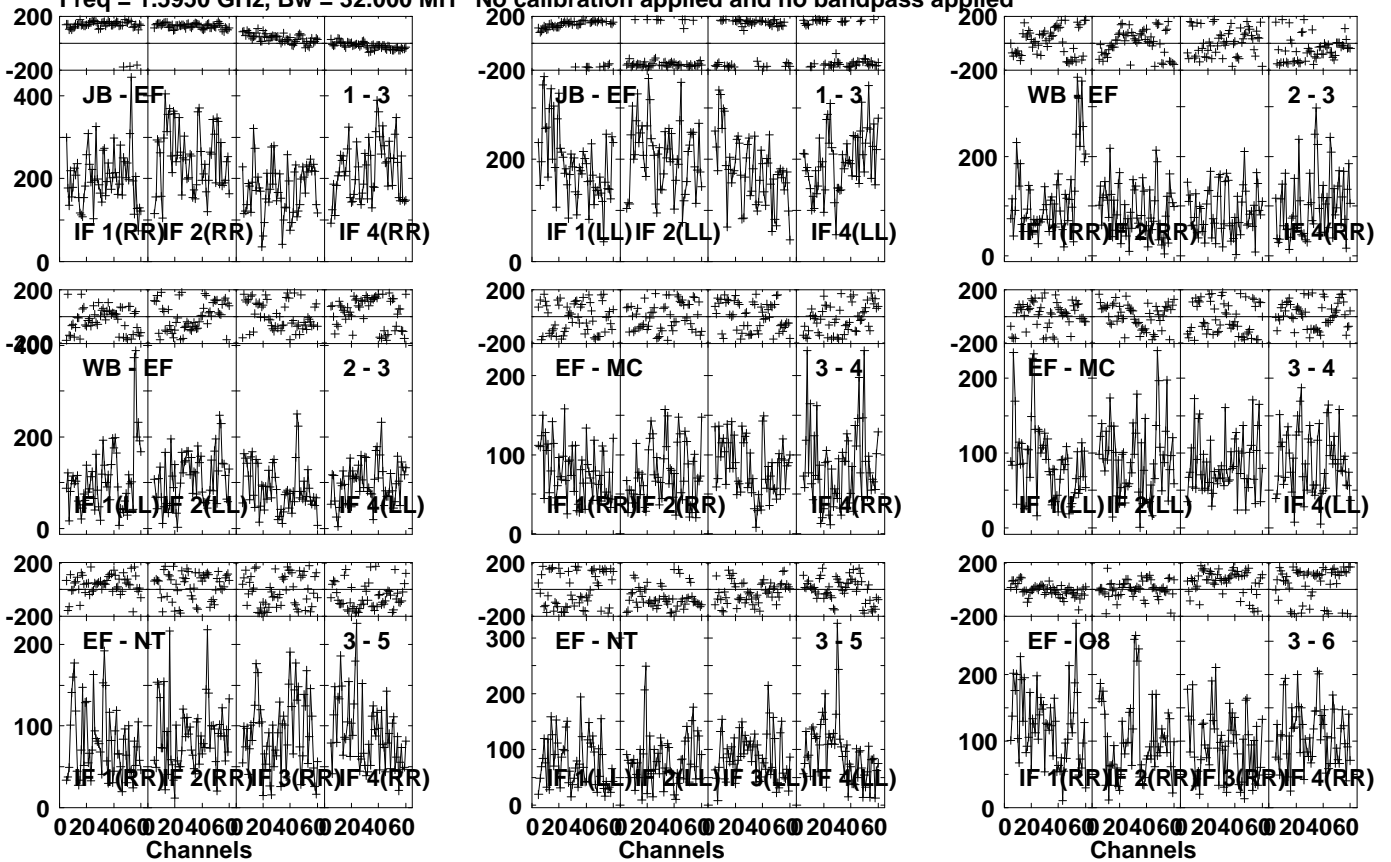 Freq = 1.5950 GHz, Bw = 32.000 MH No calibration applied and no bandpass applied
200
-200
JB - EF 1 - 3
400
200
0
IF 1(RR) IF 2(RR) IF 4(RR)
JB - EF 1 - 3
200
0
IF 1(LL) IF 2(LL) IF 4(LL)
200
-200
WB - EF 2 - 3
200
0
IF 1(RR) IF 2(RR) IF 4(RR)
200
-200
400
WB - EF 2 - 3
200
0
IF 1(LL) IF 2(LL) IF 4(LL)
200
-200
EF - MC 3 - 4
200
100
0
IF 1(RR) IF 2(RR) IF 4(RR)
200
-200
EF - MC 3 - 4
200
100
0
IF 1(LL) IF 2(LL) IF 4(LL)
200
-200
EF - NT 3 - 5
200
100
0
IF 1(RR) IF 2(RR) IF 3(RR) IF 4(RR)
0 20 40 60 0 20 40 60 0 20 40 60 0 20 40 60
Channels
200
-200
EF - NT 3 - 5
300
200
100
0
IF 1(LL) IF 2(LL) IF 3(LL) IF 4(LL)
0 20 40 60 0 20 40 60 0 20 40 60 0 20 40 60
Channels
200
-200
EF - O8 3 - 6
200
100
0
IF 1(RR) IF 2(RR) IF 3(RR) IF 4(RR)
0 20 40 60 0 20 40 60 0 20 40 60 0 20 40 60
Channels